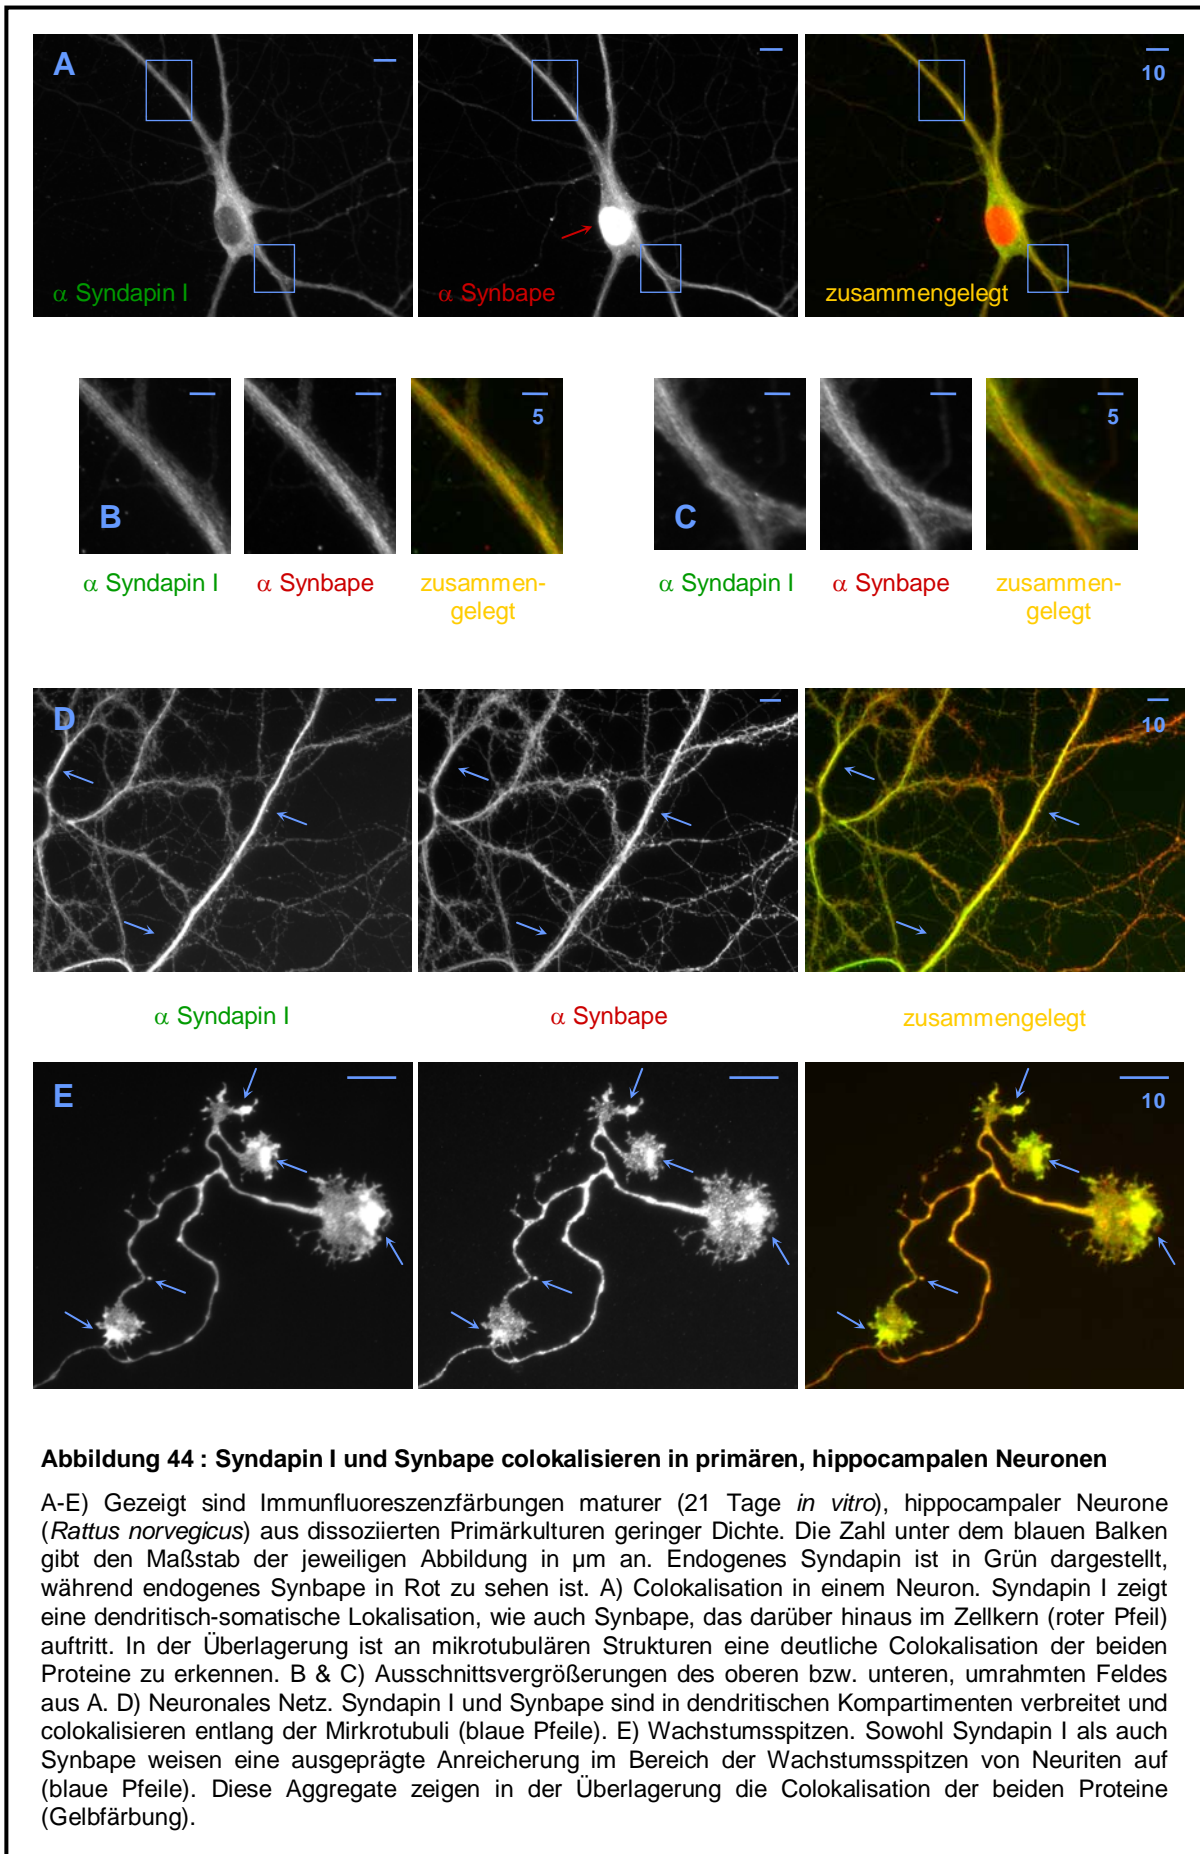 A
10
α Syndapin I
α Synbape
zusammengelegt
5
5
B
C
α Syndapin I
α Synbape
zusammen-
gelegt
α Syndapin I
α Synbape
zusammen-
gelegt
D
10
α Syndapin I
α Synbape
zusammengelegt
E
10
Abbildung 44 : Syndapin I und Synbape colokalisieren in primären, hippocampalen Neuronen
A-E) Gezeigt sind Immunfluoreszenzfärbungen maturer (21 Tage in vitro), hippocampaler Neurone
(Rattus norvegicus) aus dissoziierten Primärkulturen geringer Dichte. Die Zahl unter dem blauen Balken
gibt den Maßstab der jeweiligen Abbildung in µm an. Endogenes Syndapin ist in Grün dargestellt,
während endogenes Synbape in Rot zu sehen ist. A) Colokalisation in einem Neuron. Syndapin I zeigt
eine dendritisch-somatische Lokalisation, wie auch Synbape, das darüber hinaus im Zellkern (roter Pfeil)
auftritt. In der Überlagerung ist an mikrotubulären Strukturen eine deutliche Colokalisation der beiden
Proteine zu erkennen. B & C) Ausschnittsvergrößerungen des oberen bzw. unteren, umrahmten Feldes
aus A. D) Neuronales Netz. Syndapin I und Synbape sind in dendritischen Kompartimenten verbreitet und
colokalisieren entlang der Mirkrotubuli (blaue Pfeile). E) Wachstumsspitzen. Sowohl Syndapin I als auch
Synbape weisen eine ausgeprägte Anreicherung im Bereich der Wachstumsspitzen von Neuriten auf
(blaue Pfeile). Diese Aggregate zeigen in der Überlagerung die Colokalisation der beiden Proteine
(Gelbfärbung).